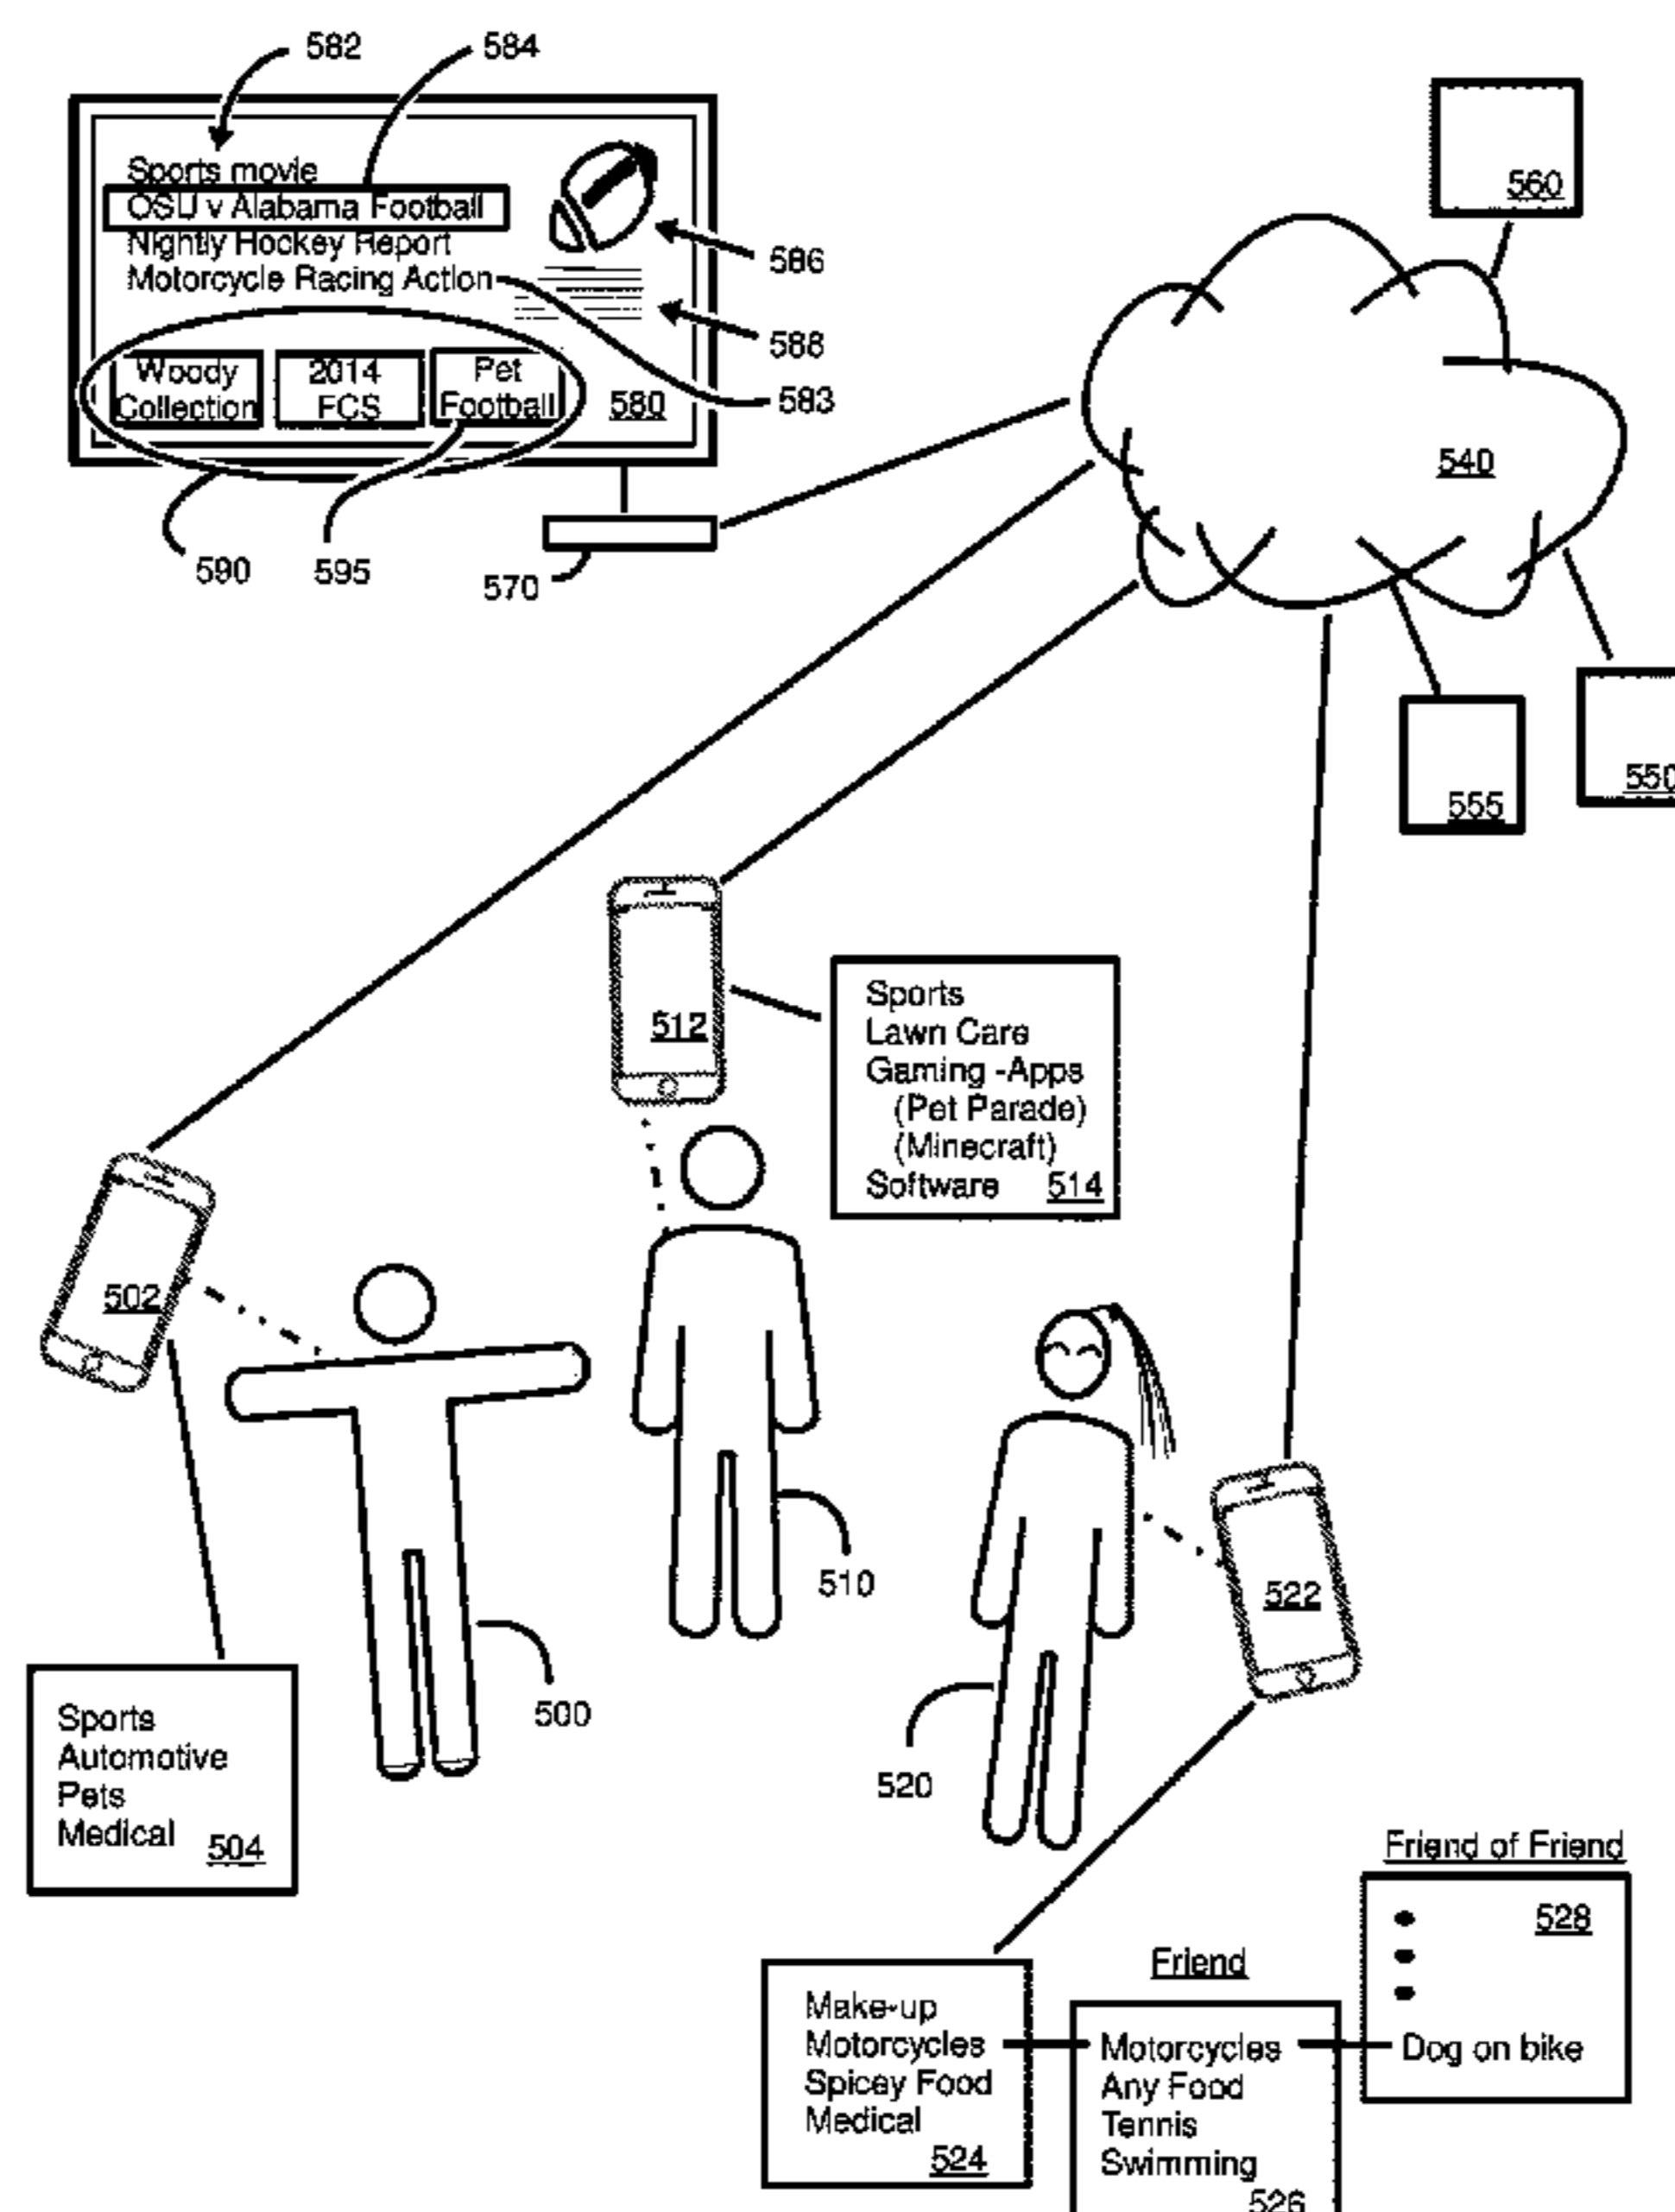 582
584
Sports movie
OSU v Alabama Football
Nightly Hockey Report
Motorcycle Racing Action
586
588
583
Woody Collection
2014 FCS
Pet Football
580
590
595
570
560
540
555
550
512
Sports
Lawn Care
Gaming -Apps
(Pet Parade)
(Minecraft)
Software 514
502
510
500
522
520
Sports
Automotive
Pets
Medical 504
Friend of Friend
528
Dog on bike
Friend
Motorcycles
Any Food
Tennis
Swimming
526
Make-up
Motorcycles
Spicey Food
Medical
524